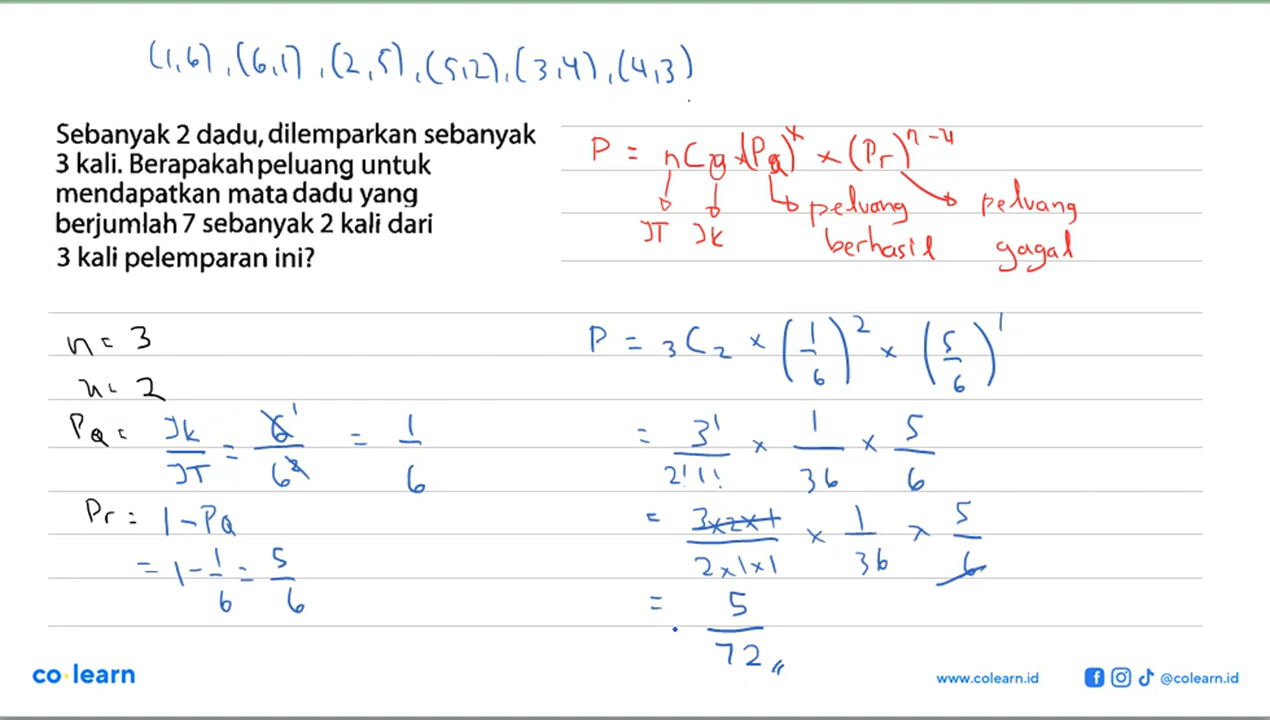 (1,6), (6,1), (2,5), (5,2), (3,4), (4,3)
Sebanyak 2 dadu, dilemparkan sebanyak
3 kali. Berapakah peluang untuk
mendapatkan mata dadu yang
berjumlah 7 sebanyak 2 kali dari
3 kali pelemparan ini?
P = nCx × (PQ)^x × (Pr)^n-x
JT JK
peluang berhasil
peluang gagal
n = 3
x = 2
PQ = JK/JT = 6^1/6^2 = 1/6
Pr = 1 - PQ
= 1 - 1/6 = 5/6
P = 3C2 × (1/6)^2 × (5/6)^1
= 3!/2!1! × 1/36 × 5/6
= 3×2×1/2×1×1 × 1/36 × 5/6
= 5/72 //
co·learn
www.colearn.id
@colearn.id